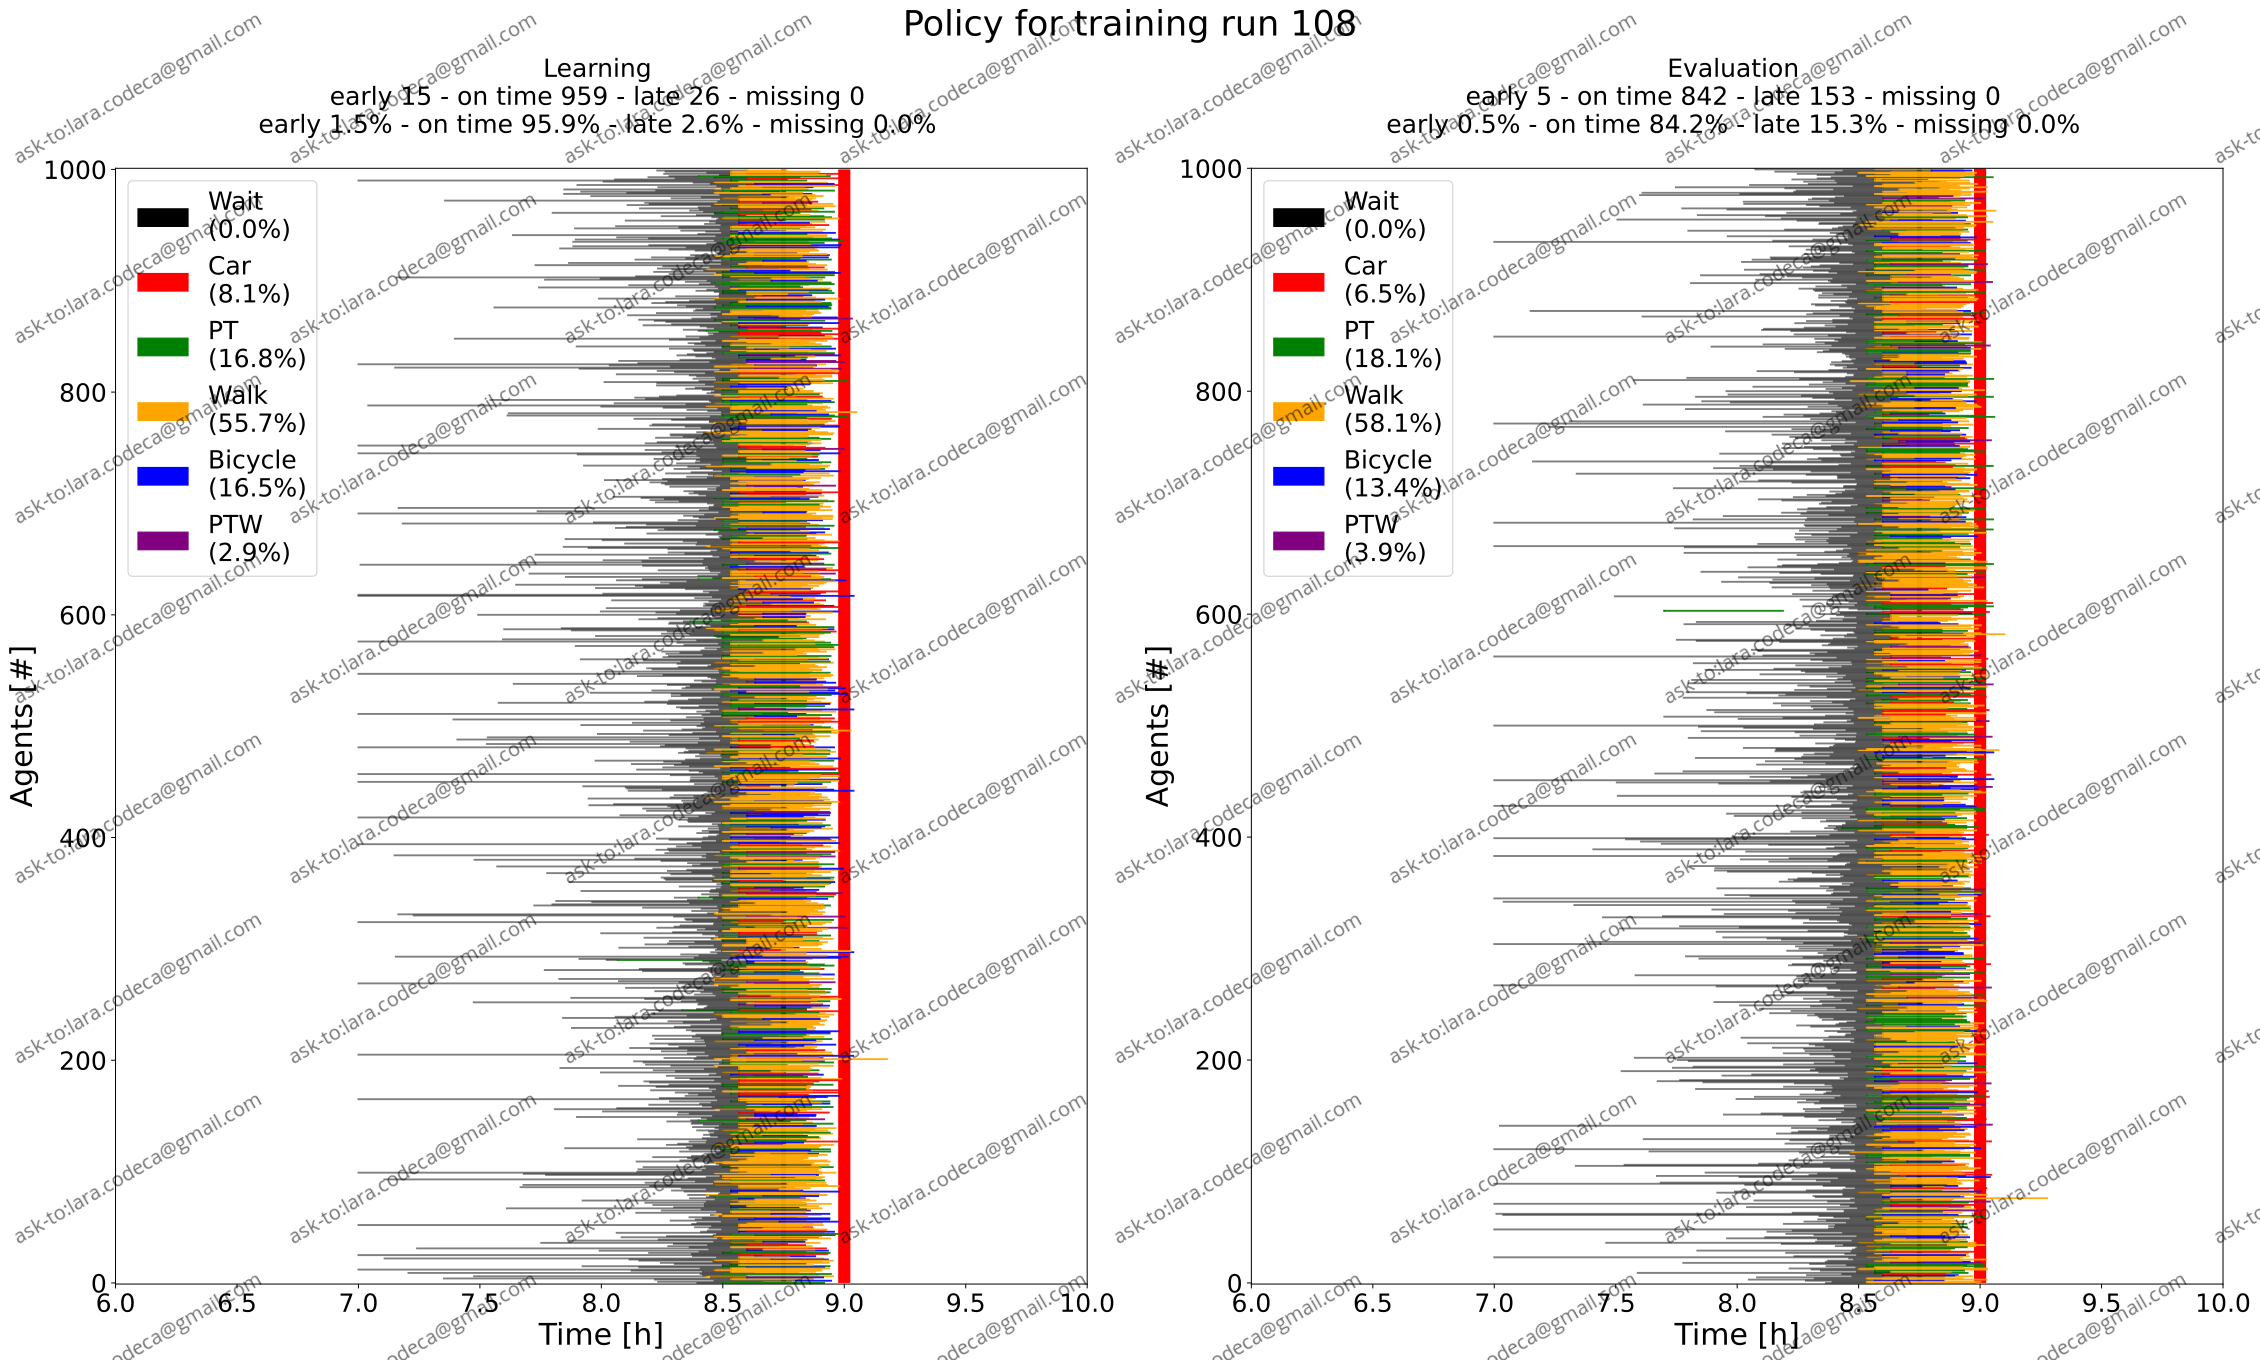 Policy for training run 108
Learning
early 15 - on time 959 - late 26 - missing 0
early 1.5% - on time 95.9% - late 2.6% - missing 0.0%
1000
800
600
400
200
0
Agents [#]
Wait
(0.0%)
Car
(8.1%)
PT
(16.8%)
Walk
(55.7%)
Bicycle
(16.5%)
PTW
(2.9%)
6.0 6.5 7.0 7.5 8.0 8.5 9.0 9.5 10.0
Time [h]
Evaluation
early 5 - on time 842 - late 153 - missing 0
early 0.5% - on time 84.2% - late 15.3% - missing 0.0%
1000
800
600
400
200
0
Agents [#]
Wait
(0.0%)
Car
(6.5%)
PT
(18.1%)
Walk
(58.1%)
Bicycle
(13.4%)
PTW
(3.9%)
6.0 6.5 7.0 7.5 8.0 8.5 9.0 9.5 10.0
Time [h]
ask-to:lara.codeca@gmail.com